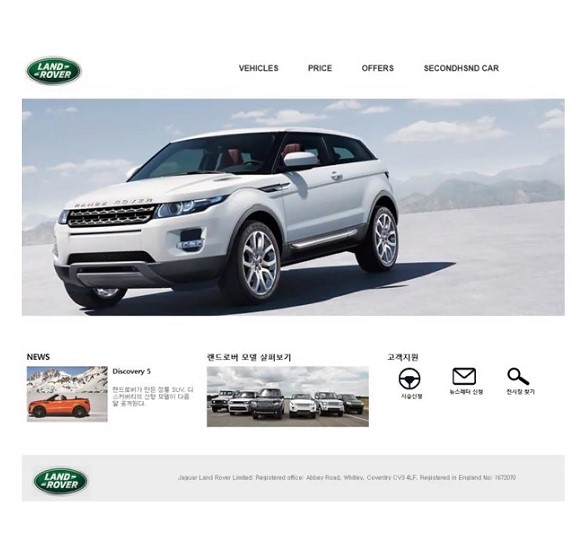 LAND-
-ROVER
VEHICLES PRICE OFFERS SECONDHSND CAR
RANGE ROVER
NEWS
Discovery 5
랜드로버가 만든 정통 SUV, 디
스커버리의 신형 모델이 다음
달 공개된다.
랜드로버 모델 살펴보기
고객지원
시승신청
뉴스레터 신청
전시장 찾기
LAND-
-ROVER
Jaguar Land Rover Limited: Registered office: Abbey Road, Whitley, Coventry CV3 4LF. Registered in England No: 1672070